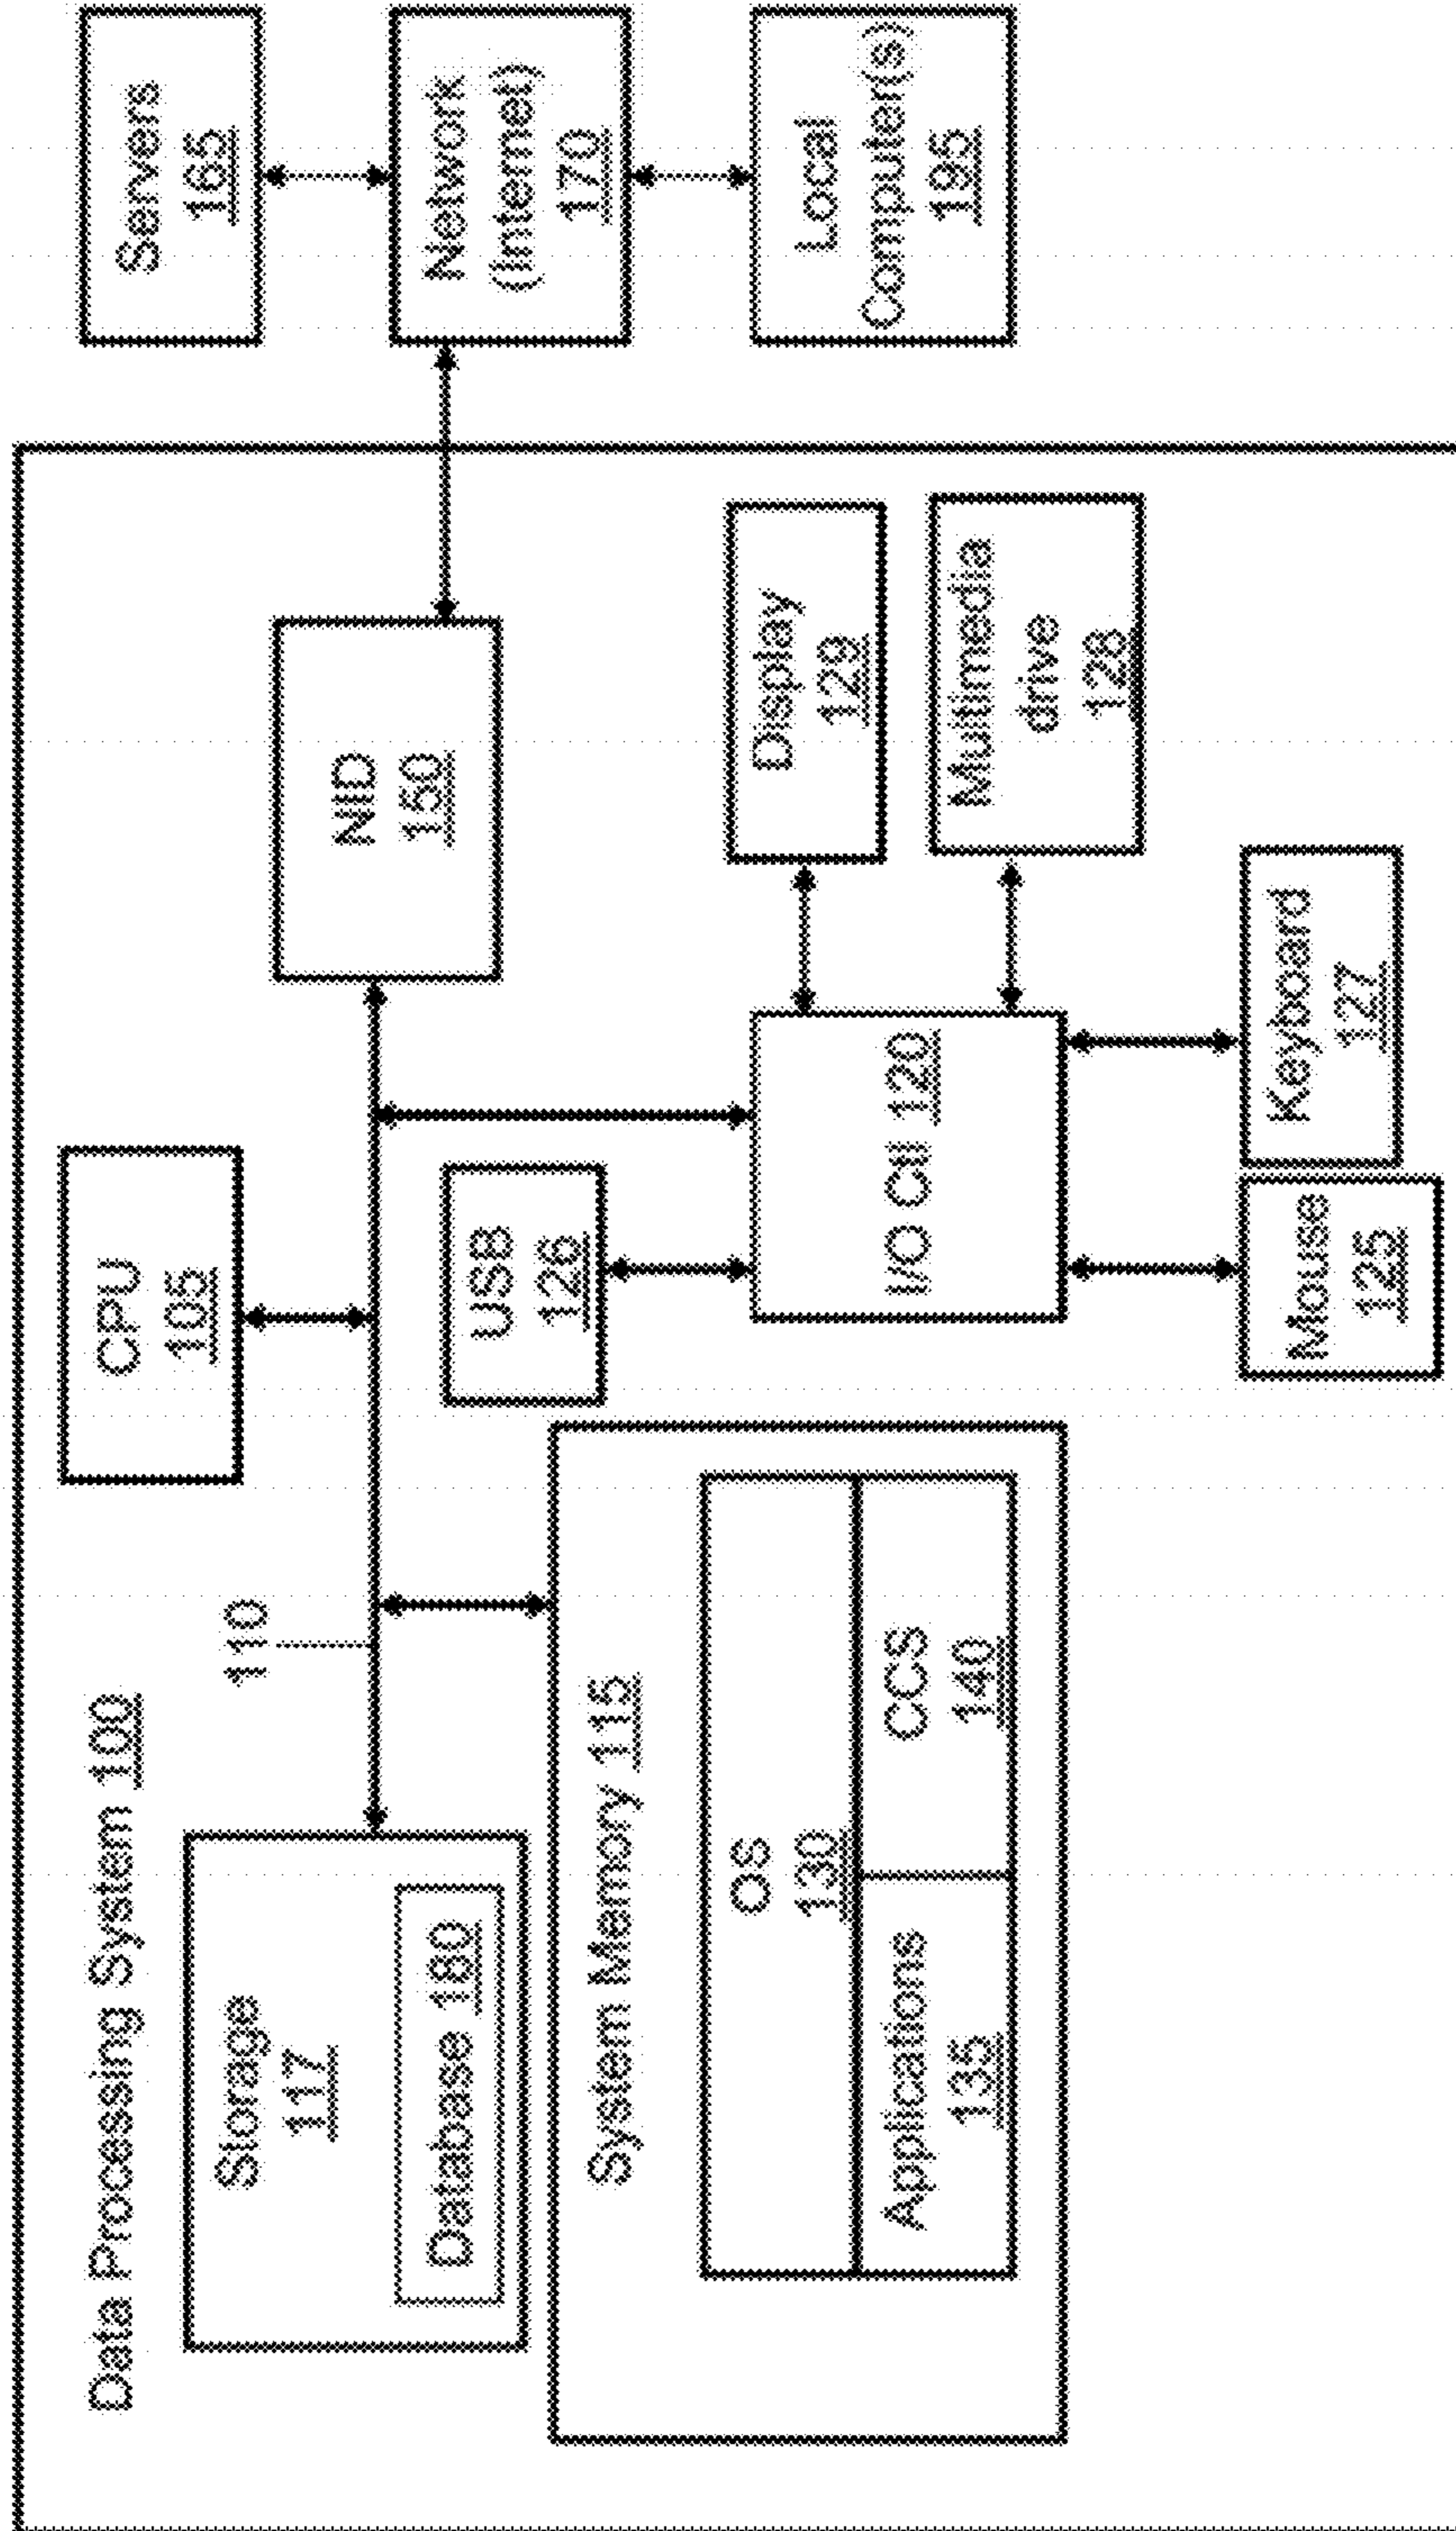 Data Processing System 100
Storage
117
Database 180
110
CPU
105
NID
150
Servers
165
Network
(Internet)
170
Local
Computer(s)
195
System Memory 115
OS
130
Applications
135
CCS
140
USB
126
I/O Ctl 120
Display
129
Multimedia
drive
128
Mouse
125
Keyboard
127